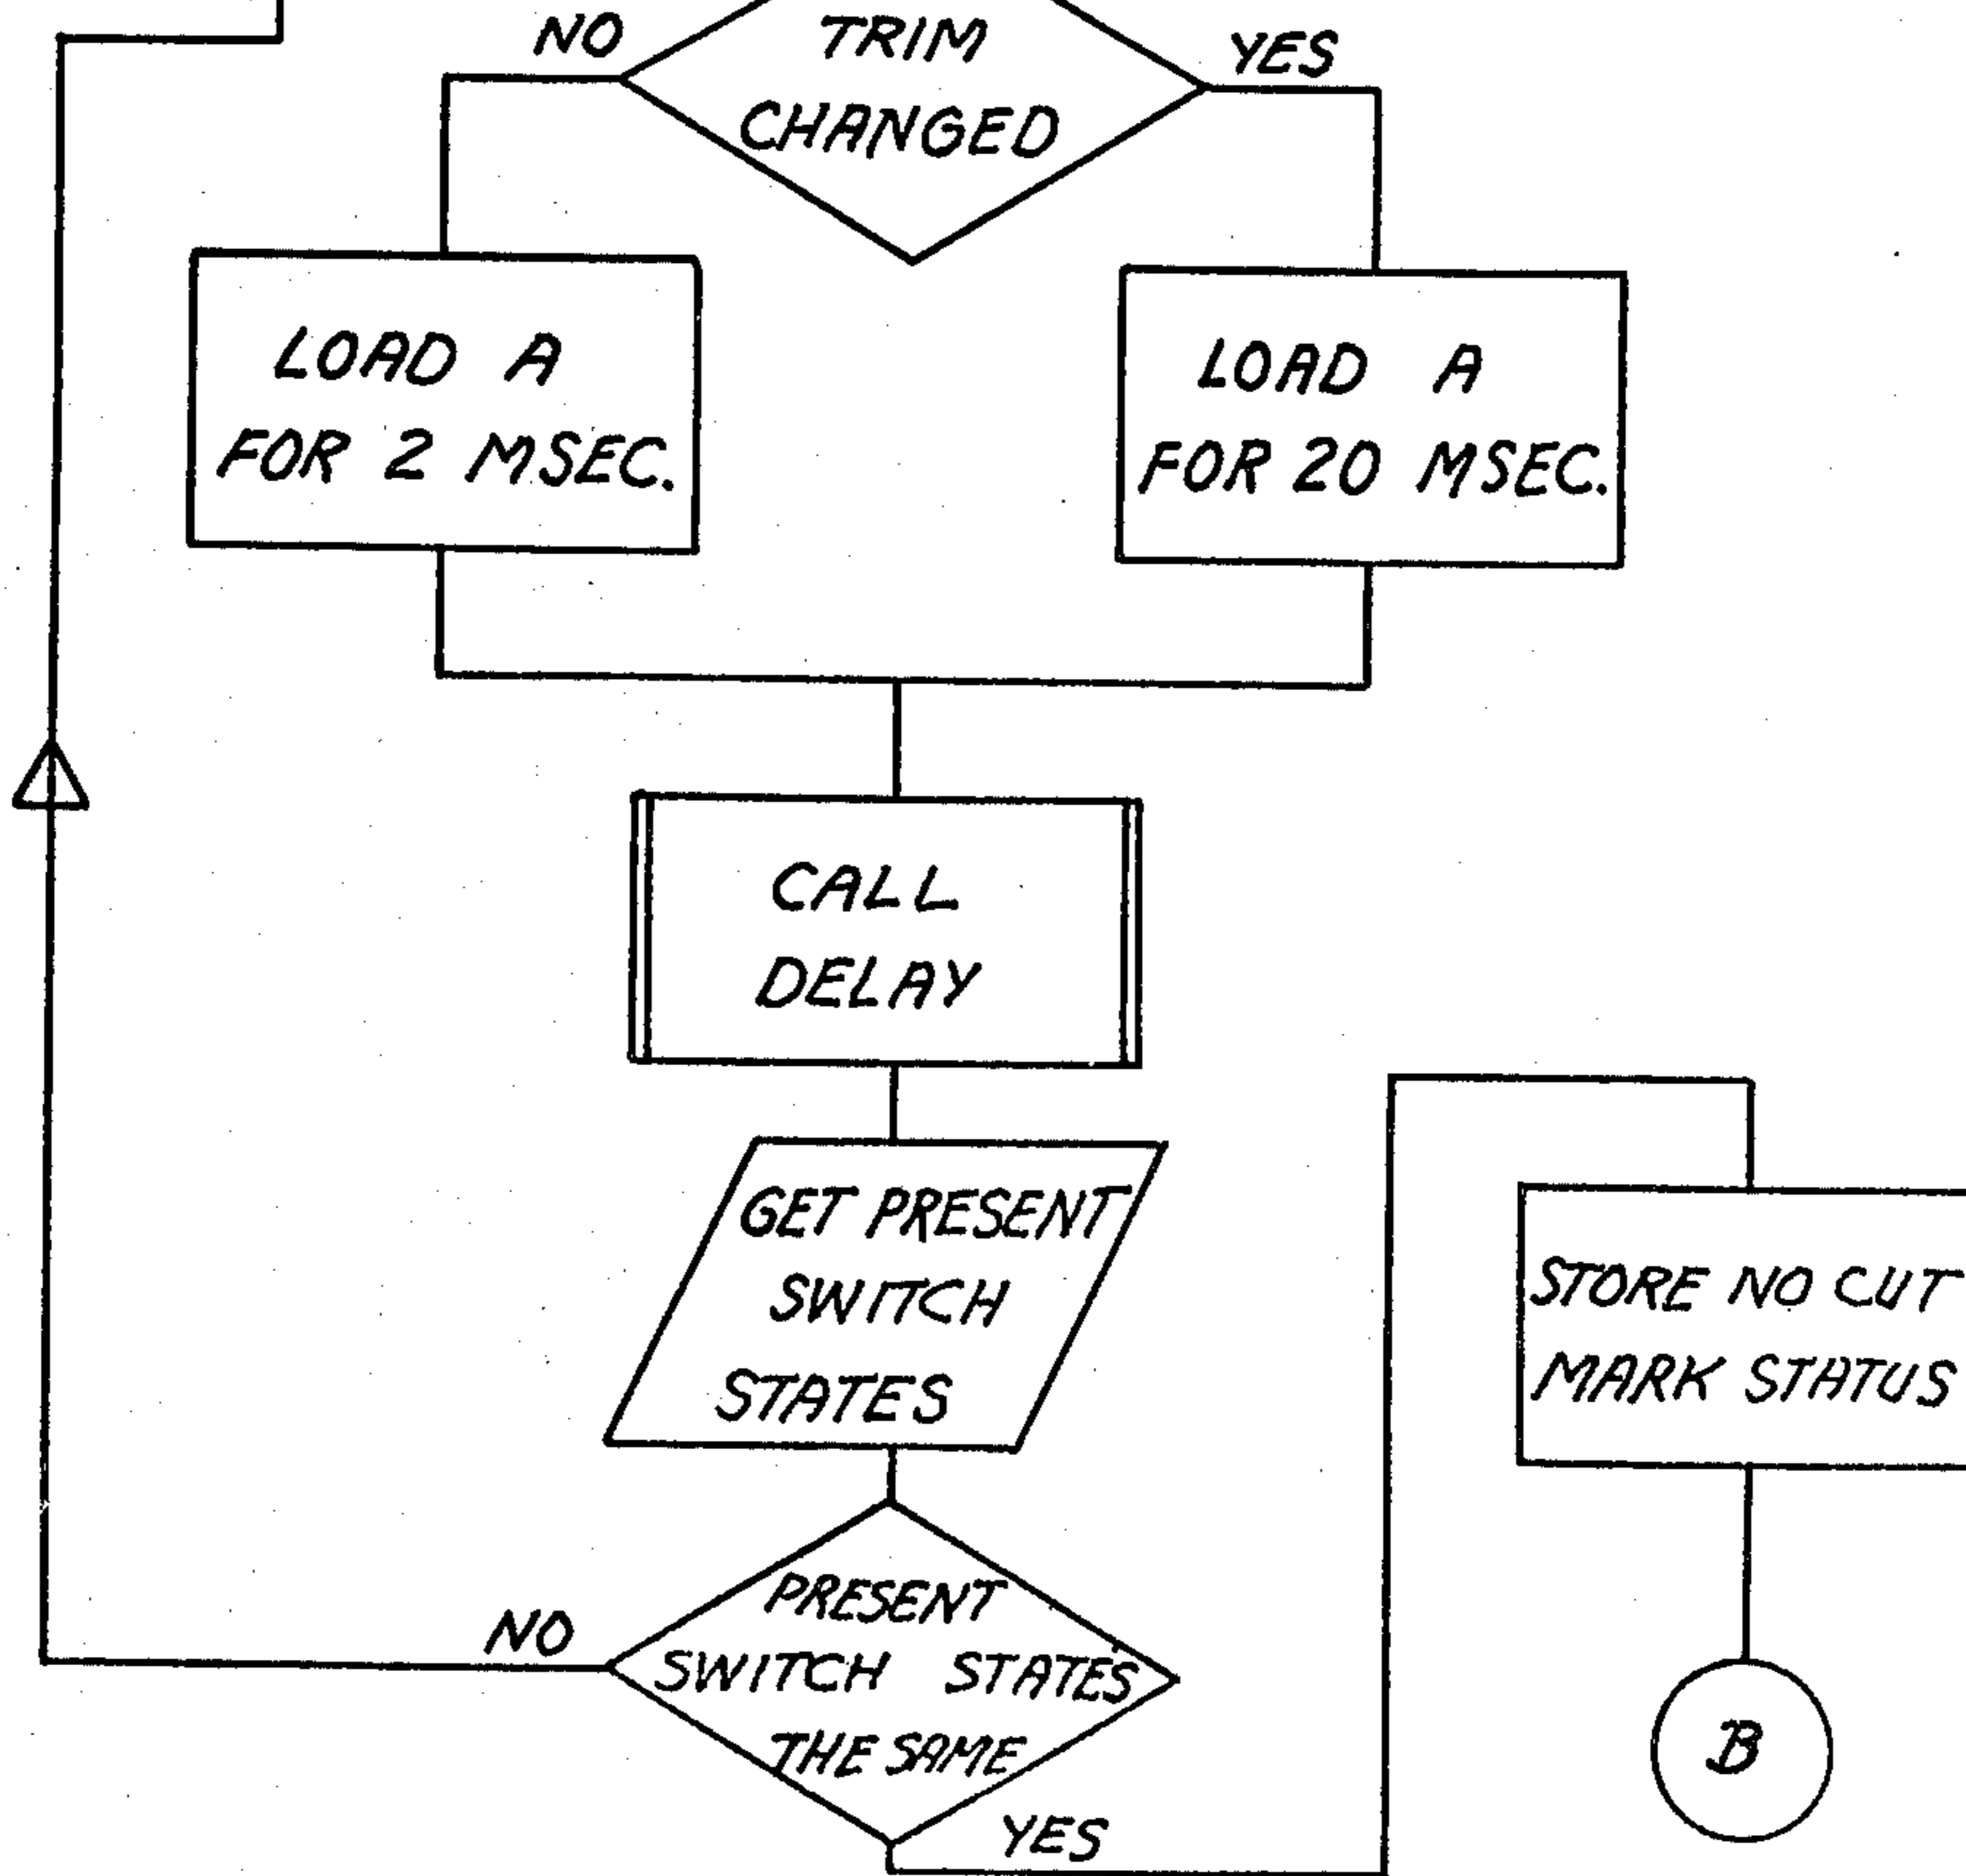 NO
TRIM
CHANGED
YES
LOAD A
FOR 2 MSEC.
LOAD A
FOR 20 MSEC.
CALL
DELAY
GET PRESENT
SWITCH
STATES
STORE NO CUT
MARK STATUS
PRESENT
SWITCH STATES
THE SAME
NO
YES
B